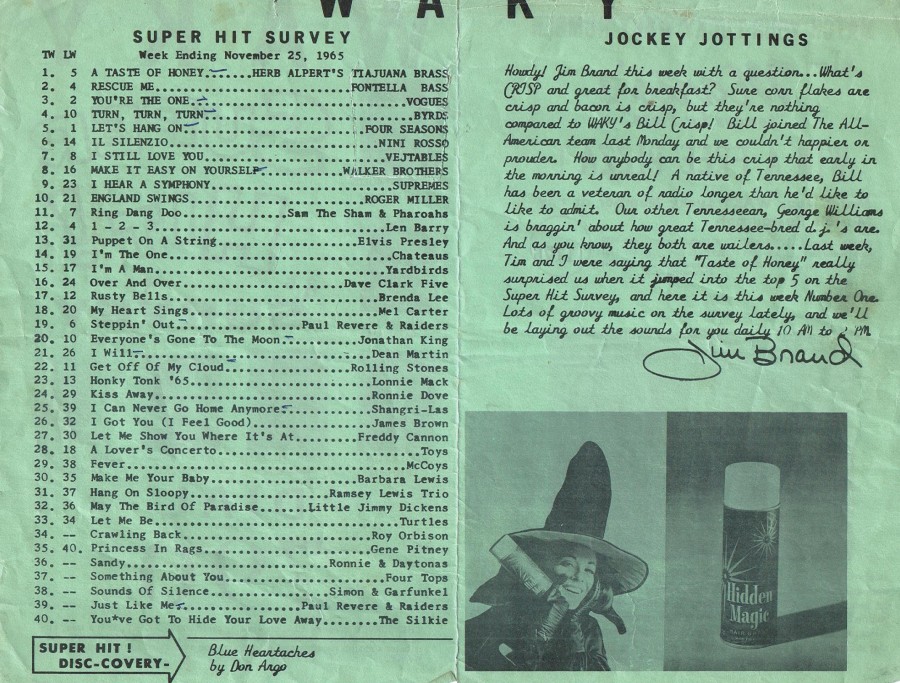 WAKY
SUPER HIT SURVEY
TW LW Week Ending November 25, 1965
1. 5 A TASTE OF HONEY.......HERB ALPERT'S TIAJUANA BRASS
2. 4 RESCUE ME..........FONTELLA BASS
3. 2 YOU'RE THE ONE..........VOGUES
4. 10 TURN, TURN, TURN..........BYRDS
5. 1 LET'S HANG ON..........FOUR SEASONS
6. 14 IL SILENZIO..........NINI ROSSO
7. 8 I STILL LOVE YOU..........VEJTABLES
8. 16 MAKE IT EASY ON YOURSELF..........WALKER BROTHERS
9. 23 I HEAR A SYMPHONY..........SUPREMES
10. 21 ENGLAND SWINGS..........ROGER MILLER
11. 7 Ring Dang Doo..........Sam The Sham & Pharoahs
12. 4 1 - 2 - 3..........Len Barry
13. 31 Puppet On A String..........Elvis Presley
14. 19 I'm The One..........Chateaus
15. 17 I'm A Man..........Yardbirds
16. 24 Over And Over..........Dave Clark Five
17. 12 Rusty Bells..........Brenda Lee
18. 20 My Heart Sings..........Mel Carter
19. 6 Steppin' Out..........Paul Revere & Raiders
20. 10 Everyone's Gone To The Moon..........Jonathan King
21. 26 I Will..........Dean Martin
22. 11 Get Off Of My Cloud..........Rolling Stones
23. 13 Honky Tonk '65..........Lonnie Mack
24. 29 Kiss Away..........Ronnie Dove
25. 39 I Can Never Go Home Anymore..........Shangri-Las
26. 32 I Got You (I Feel Good)..........James Brown
27. 30 Let Me Show You Where It's At..........Freddy Cannon
28. 18 A Lover's Concerto..........Toys
29. 38 Fever..........McCoys
30. 35 Make Me Your Baby..........Barbara Lewis
31. 37 Hang On Sloopy..........Ramsey Lewis Trio
32. 36 May The Bird Of Paradise.......Little Jimmy Dickens
33. 34 Let Me Be..........Turtles
34. -- Crawling Back..........Roy Orbison
35. 40. Princess In Rags..........Gene Pitney
36. -- Sandy..........Ronnie & Daytonas
37. -- Something About You..........Four Tops
38. -- Sounds Of Silence..........Simon & Garfunkel
39. -- Just Like Me..........Paul Revere & Raiders
40. -- You've Got To Hide Your Love Away........The Silkie
SUPER HIT !
DISC-COVERY-
Blue Heartaches
by Don Argo
JOCKEY JOTTINGS
Howdy! Jim Brand this week with a question...What's
CRISP and great for breakfast? Sure corn flakes are
crisp and bacon is crisp, but they're nothing
compared to WAKY's Bill Crisp! Bill joined The All-
American team last Monday and we couldn't happier or
prouder. How anybody can be this crisp that early in
the morning is unreal! A native of Tennessee, Bill
has been a veteran of radio longer than he'd like to
like to admit. Our other Tennesseean, George Williams
is braggin' about how great Tennessee-bred d.j.'s are.
And as you know, they both are wailers.....Last week,
Tim and I were saying that "Taste of Honey" really
surprised us when it jumped into the top 5 on the
Super Hit Survey, and here it is this week Number One.
Lots of groovy music on the survey lately, and we'll
be laying out the sounds for you daily 10 AM to PM
Jim Brand
Hidden
Magic
HAIR